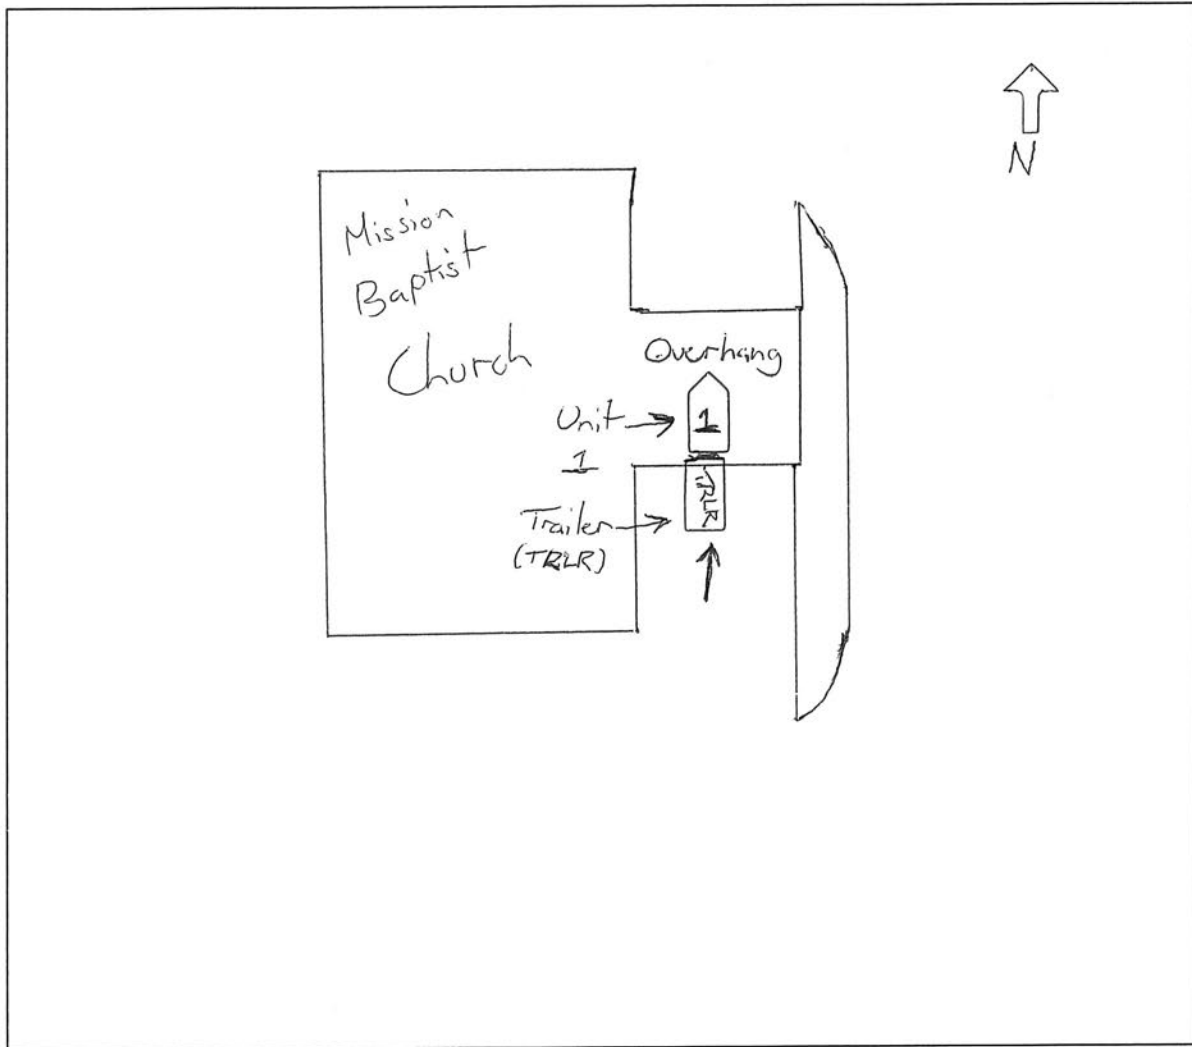 N
Mission
Baptist
Church
Overhang
Unit
1
1
TRLR
Trailer
(TRLR)